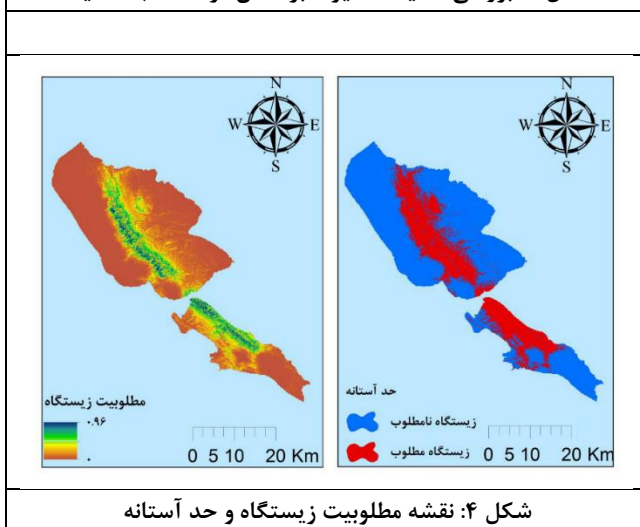 N
W E
S
مطلوبیت زیستگاه
۰.۹۶
۰
0 5 10 20 Km
N
W E
S
حد آستانه
زیستگاه نامطلوب
زیستگاه مطلوب
0 5 10 20 Km
شکل ۴: نقشه مطلوبیت زیستگاه و حد آستانه